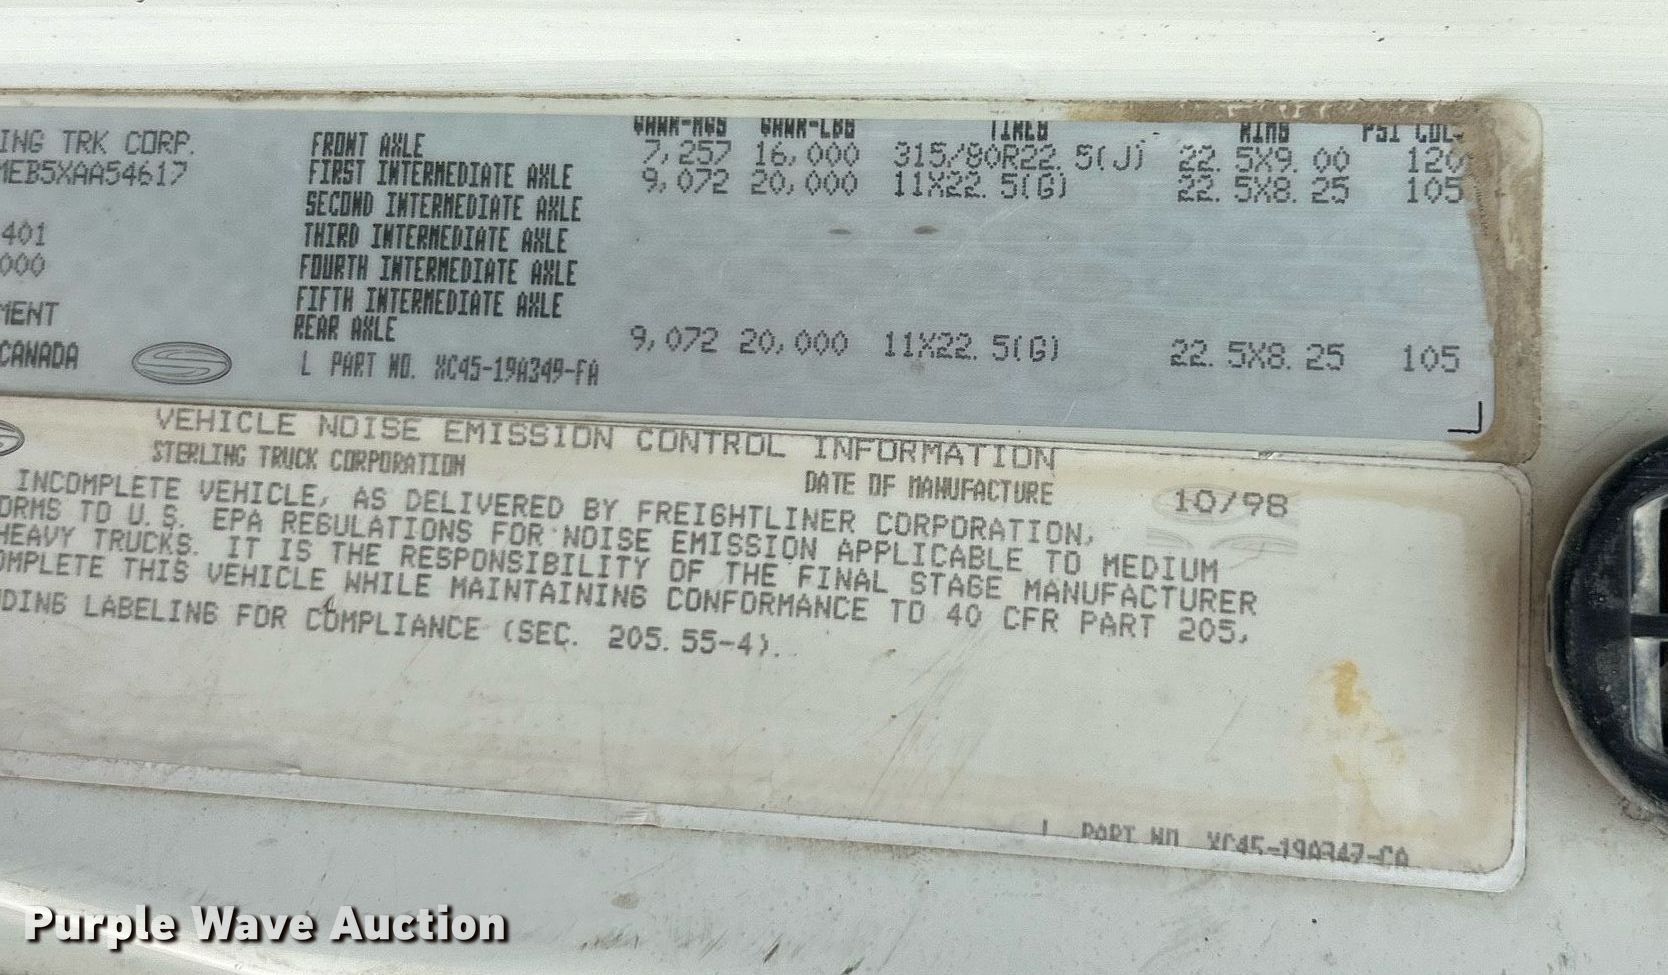 GAWR-KGS GAWR-LBS TIRES RIMS PSI COLD
ING TRK CORP. FRONT AXLE 7,257 16,000 315/80R22.5(J) 22.5X9.00 120
MEB5XAA54617 FIRST INTERMEDIATE AXLE 9,072 20,000 11X22.5(G) 22.5X8.25 105
SECOND INTERMEDIATE AXLE
401 THIRD INTERMEDIATE AXLE
000 FOURTH INTERMEDIATE AXLE
FIFTH INTERMEDIATE AXLE
MENT REAR AXLE 9,072 20,000 11X22.5(G) 22.5X8.25 105
CANADA L PART NO. XC45-19A349-FA
VEHICLE NOISE EMISSION CONTROL INFORMATION
STERLING TRUCK CORPORATION DATE OF MANUFACTURE 10/98
INCOMPLETE VEHICLE, AS DELIVERED BY FREIGHTLINER CORPORATION,
ORMS TO U.S. EPA REGULATIONS FOR NOISE EMISSION APPLICABLE TO MEDIUM
HEAVY TRUCKS. IT IS THE RESPONSIBILITY OF THE FINAL STAGE MANUFACTURER
OMPLETE THIS VEHICLE WHILE MAINTAINING CONFORMANCE TO 40 CFR PART 205,
DING LABELING FOR COMPLIANCE (SEC. 205.55-4).
L PART NO. XC45-19A347-CA
Purple Wave Auction